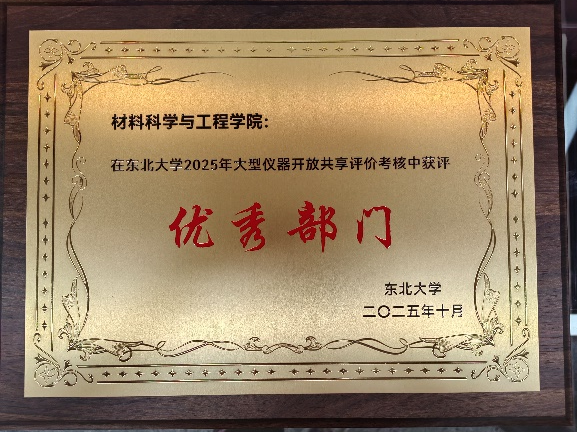 材料科学与工程学院：
在东北大学2025年大型仪器开放共享评价考核中获评
优秀部门
东北大学
二〇二五年十月